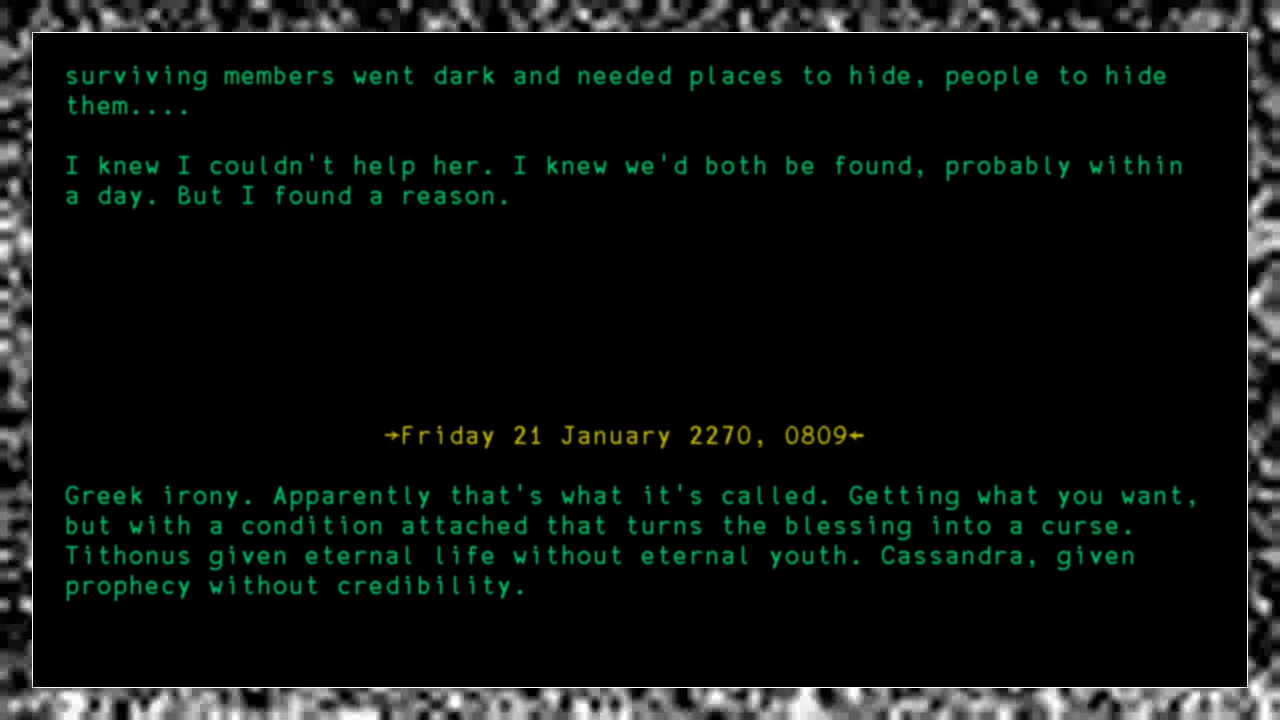 surviving members went dark and needed places to hide, people to hide
them....
I knew I couldn't help her. I knew we'd both be found, probably within
a day. But I found a reason.
→Friday 21 January 2270, 0809←
Greek irony. Apparently that's what it's called. Getting what you want,
but with a condition attached that turns the blessing into a curse.
Tithonus given eternal life without eternal youth. Cassandra, given
prophecy without credibility.